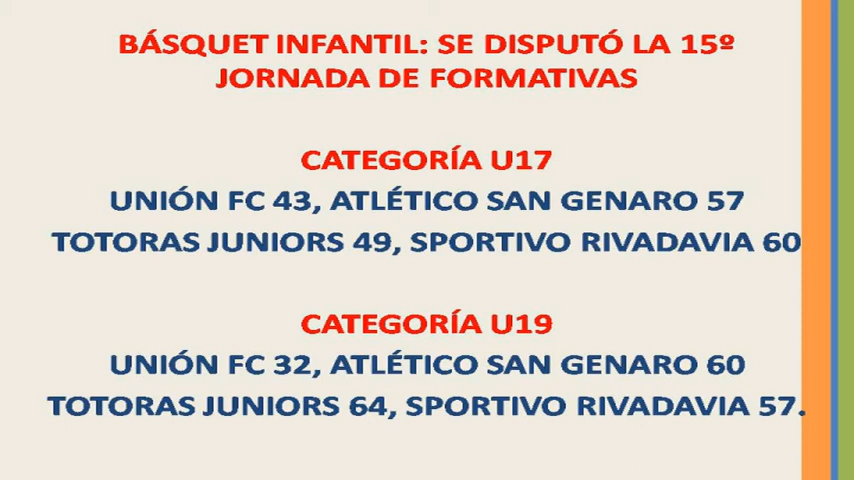 BÁSQUET INFANTIL: SE DISPUTÓ LA 15º
JORNADA DE FORMATIVAS
CATEGORÍA U17
UNIÓN FC 43, ATLÉTICO SAN GENARO 57
TOTORAS JUNIORS 49, SPORTIVO RIVADAVIA 60
CATEGORÍA U19
UNIÓN FC 32, ATLÉTICO SAN GENARO 60
TOTORAS JUNIORS 64, SPORTIVO RIVADAVIA 57.